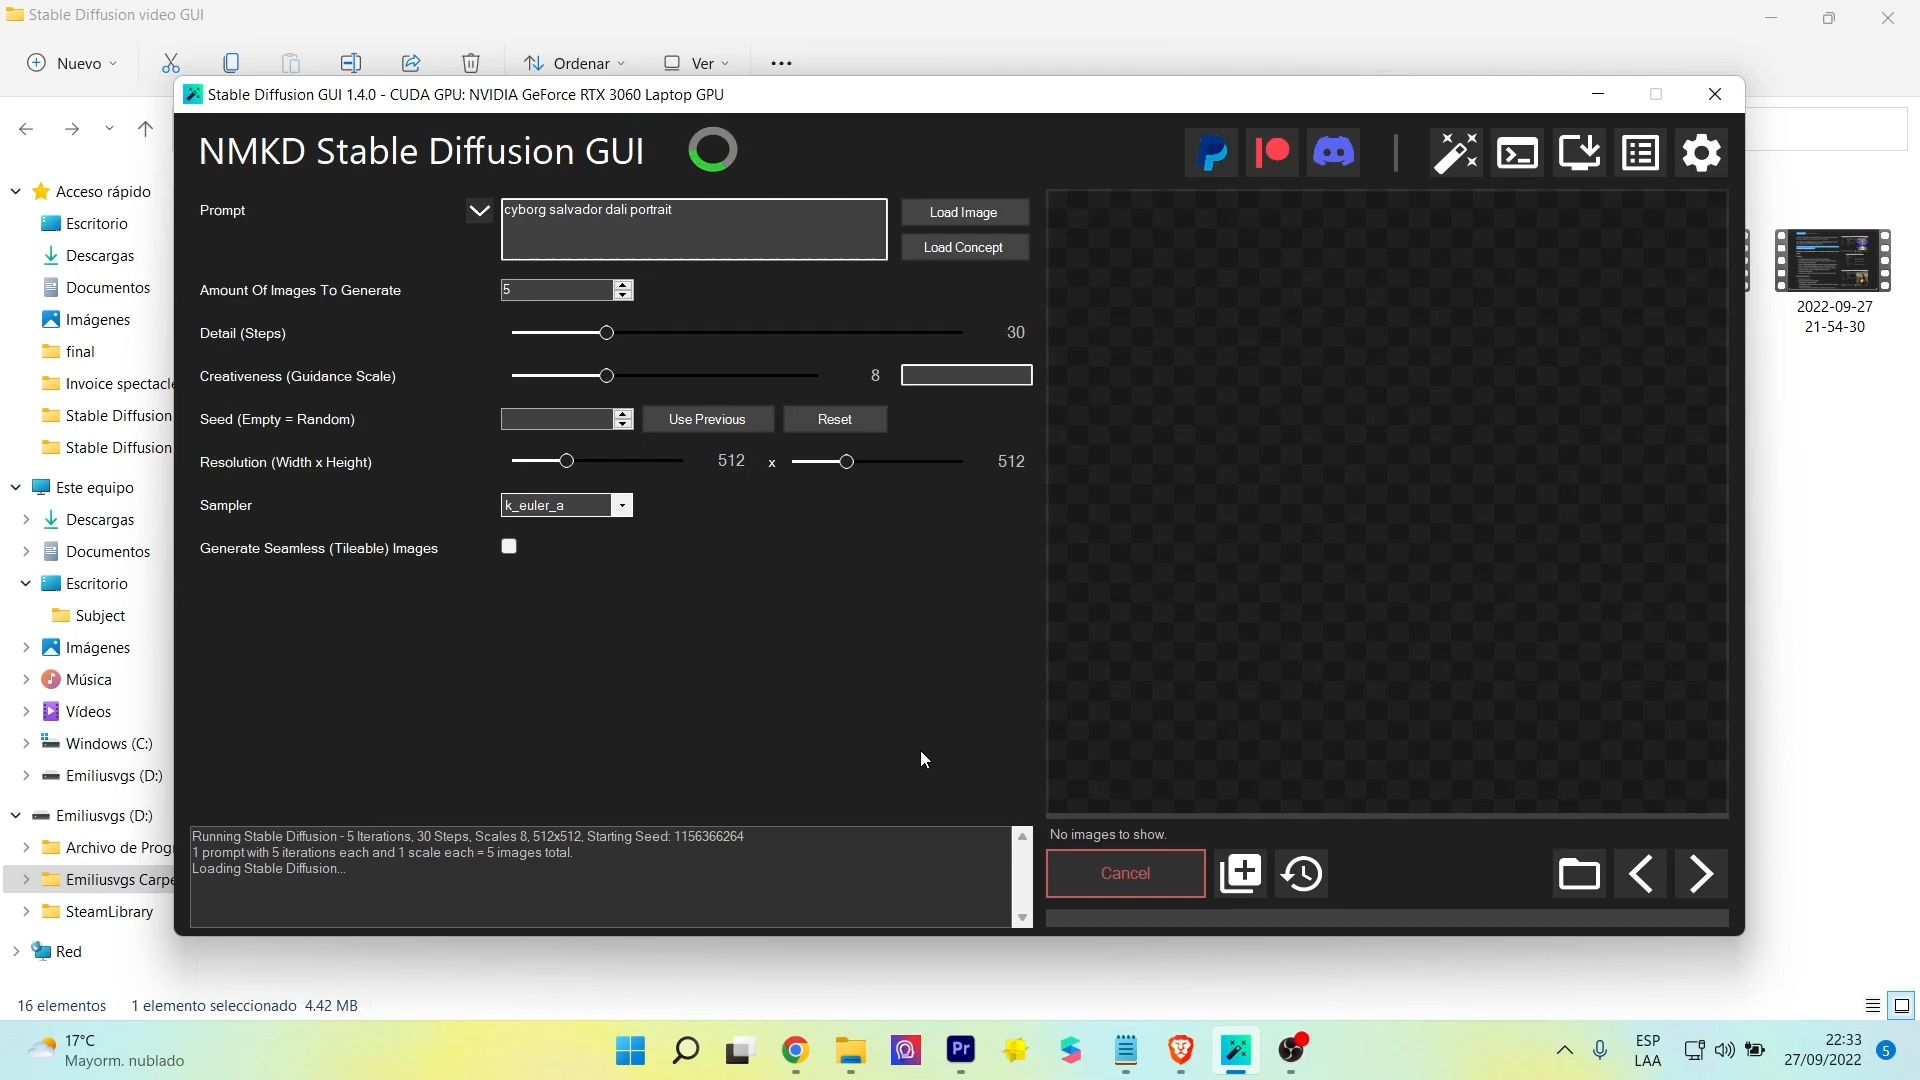 Stable Diffusion video GUI
Nuevo
Ordenar
Ver
Stable Diffusion GUI 1.4.0 - CUDA GPU: NVIDIA GeForce RTX 3060 Laptop GPU
NMKD Stable Diffusion GUI
Acceso rápido
Escritorio
Descargas
Documentos
Imágenes
final
Invoice spectacle
Stable Diffusion
Stable Diffusion
Este equipo
Descargas
Documentos
Escritorio
Subject
Imágenes
Música
Vídeos
Windows (C:)
Emiliusvgs (D:)
Emiliusvgs (D:)
Archivo de Prog
Emiliusvgs Carpe
SteamLibrary
Red
Prompt
cyborg salvador dali portrait
Load Image
Load Concept
Amount Of Images To Generate
5
Detail (Steps)
30
Creativeness (Guidance Scale)
8
Seed (Empty = Random)
Use Previous
Reset
Resolution (Width x Height)
512
x
512
Sampler
k_euler_a
Generate Seamless (Tileable) Images
Running Stable Diffusion - 5 Iterations, 30 Steps, Scales 8, 512x512, Starting Seed: 1156366264
1 prompt with 5 iterations each and 1 scale each = 5 images total.
Loading Stable Diffusion...
No images to show.
Cancel
2022-09-27
21-54-30
16 elementos
1 elemento seleccionado 4.42 MB
17°C
Mayorm. nublado
Pr
ESP
LAA
22:33
27/09/2022
5